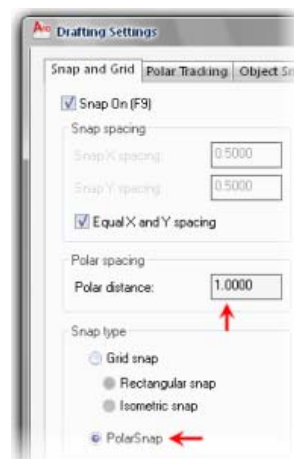 Drafting Settings
Snap and Grid Polar Tracking Object Sn
Snap On (F9)
Snap spacing
Snap X spacing: 0.5000
Snap Y spacing: 0.5000
Equal X and Y spacing
Polar spacing
Polar distance: 1.0000
Snap type
Grid snap
Rectangular snap
Isometric snap
PolarSnap